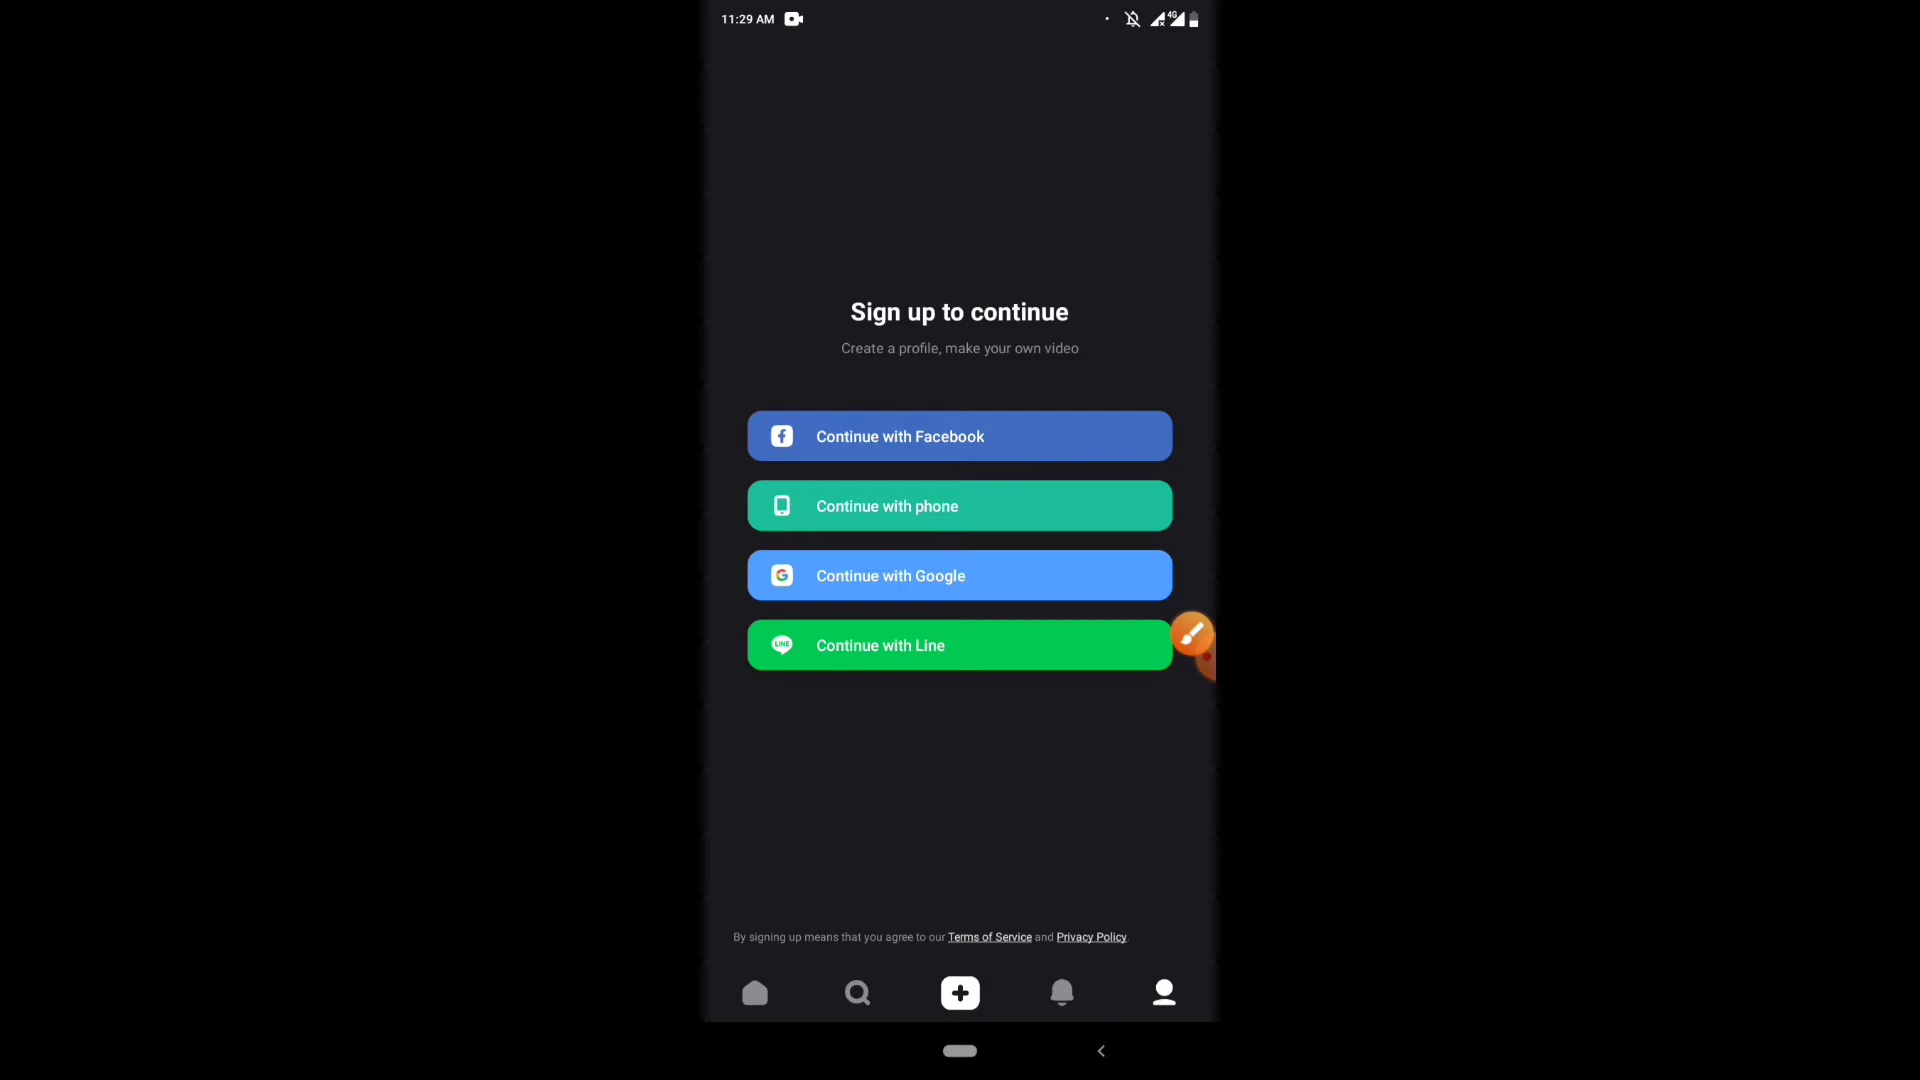 11:29 AM
4G
Sign up to continue
Create a profile, make your own video
Continue with Facebook
Continue with phone
Continue with Google
LINE
Continue with Line
By signing up means that you agree to our Terms of Service and Privacy Policy.